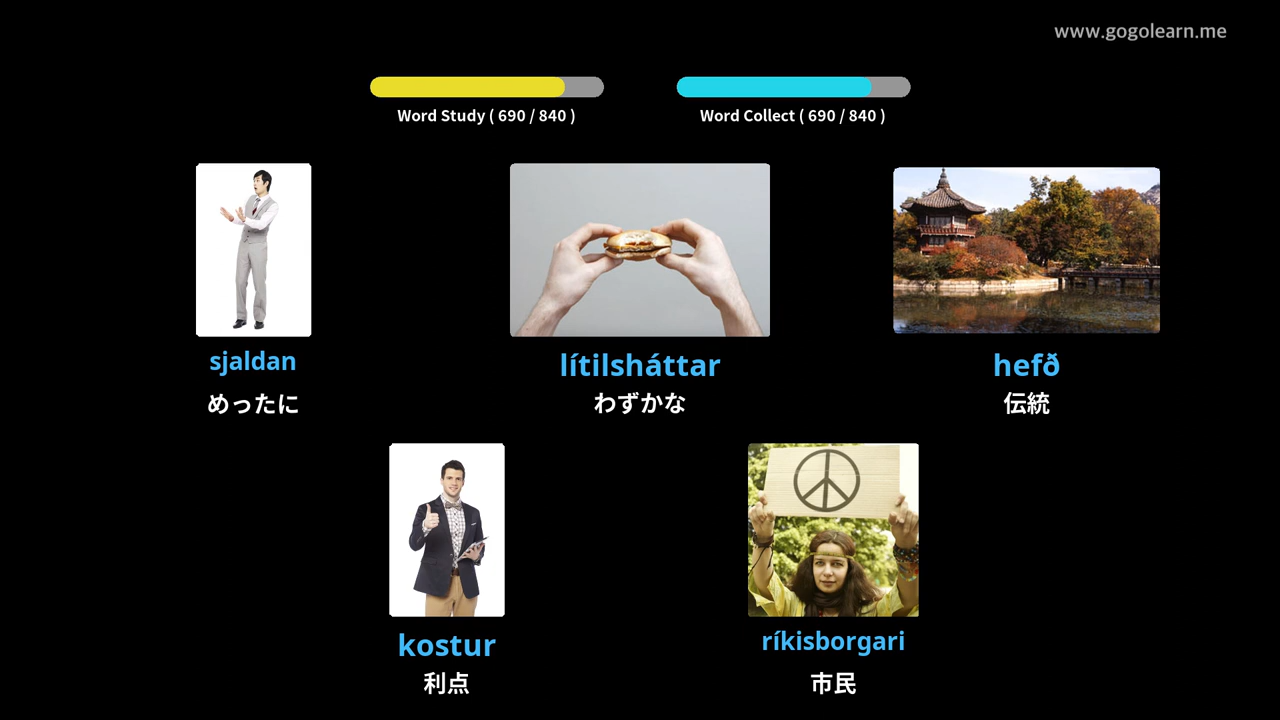 www.gogolearn.me
Word Study ( 690 / 840 )
Word Collect ( 690 / 840 )
sjaldan
めったに
lítilsháttar
わずかな
hefð
伝統
kostur
利点
ríkisborgari
市民